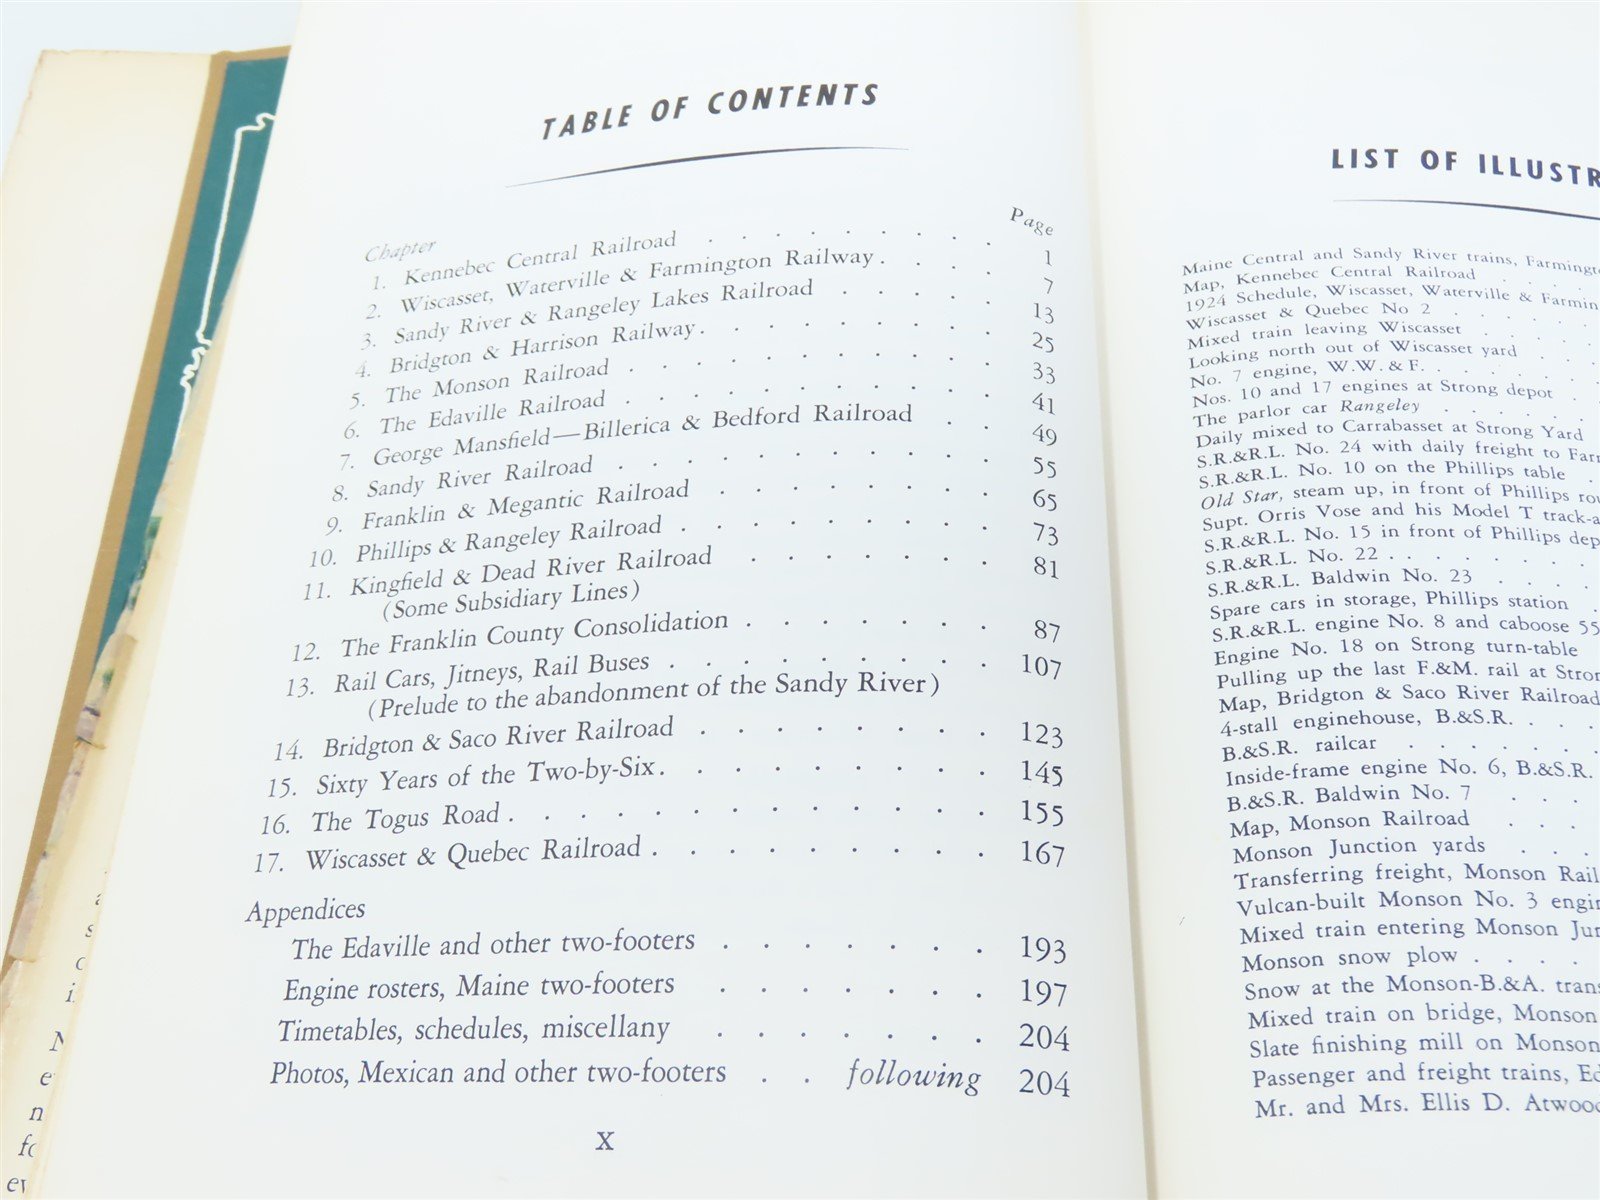 TABLE OF CONTENTS
Chapter Page
1. Kennebec Central Railroad . . . . . . . . 1
2. Wiscasset, Waterville & Farmington Railway . . . . 7
3. Sandy River & Rangeley Lakes Railroad . . . . . 13
4. Bridgton & Harrison Railway . . . . . . . . . 25
5. The Monson Railroad . . . . . . . . . . . 33
6. The Edaville Railroad . . . . . . . . . . . 41
7. George Mansfield—Billerica & Bedford Railroad . . 49
8. Sandy River Railroad . . . . . . . . . . . 55
9. Franklin & Megantic Railroad . . . . . . . . 65
10. Phillips & Rangeley Railroad . . . . . . . . . 73
11. Kingfield & Dead River Railroad . . . . . . . 81
(Some Subsidiary Lines)
12. The Franklin County Consolidation . . . . . . . 87
13. Rail Cars, Jitneys, Rail Buses . . . . . . . . . 107
(Prelude to the abandonment of the Sandy River)
14. Bridgton & Saco River Railroad . . . . . . . . 123
15. Sixty Years of the Two-by-Six . . . . . . . . . 145
16. The Togus Road . . . . . . . . . . . . . 155
17. Wiscasset & Quebec Railroad . . . . . . . . . 167
Appendices
The Edaville and other two-footers . . . . . . . 193
Engine rosters, Maine two-footers . . . . . . . 197
Timetables, schedules, miscellany . . . . . . . 204
Photos, Mexican and other two-footers . . following 204
x
LIST OF ILLUSTR
Maine Central and Sandy River trains, Farmingt
Map, Kennebec Central Railroad . . . .
1924 Schedule, Wiscasset, Waterville & Farmin
Wiscasset & Quebec No 2 . . . . . .
Mixed train leaving Wiscasset . . . .
Looking north out of Wiscasset yard . .
No. 7 engine, W.W. & F. . . . . . .
Nos. 10 and 17 engines at Strong depot .
The parlor car Rangeley . . . . .
Daily mixed to Carrabasset at Strong Yard
S.R.&R.L. No. 24 with daily freight to Far
S.R.&R.L. No. 10 on the Phillips table .
Old Star, steam up, in front of Phillips ro
Supt. Orris Vose and his Model T track-a
S.R.&R.L. No. 15 in front of Phillips dep
S.R.&R.L. No. 22 . . . . . . .
S.R.&R.L. Baldwin No. 23 . . . .
Spare cars in storage, Phillips station .
S.R.&R.L. engine No. 8 and caboose 55
Engine No. 18 on Strong turn-table
Pulling up the last F.&M. rail at Stron
Map, Bridgton & Saco River Railroad
4-stall enginehouse, B.&S.R. . . .
B.&S.R. railcar . . . . . .
Inside-frame engine No. 6, B.&S.R.
B.&S.R. Baldwin No. 7 . . .
Map, Monson Railroad . . .
Monson Junction yards . . .
Transferring freight, Monson Rail
Vulcan-built Monson No. 3 engin
Mixed train entering Monson Jun
Monson snow plow . . . .
Snow at the Monson-B.&A. trans
Mixed train on bridge, Monson
Slate finishing mill on Monson
Passenger and freight trains, Ed
Mr. and Mrs. Ellis D. Atwoo